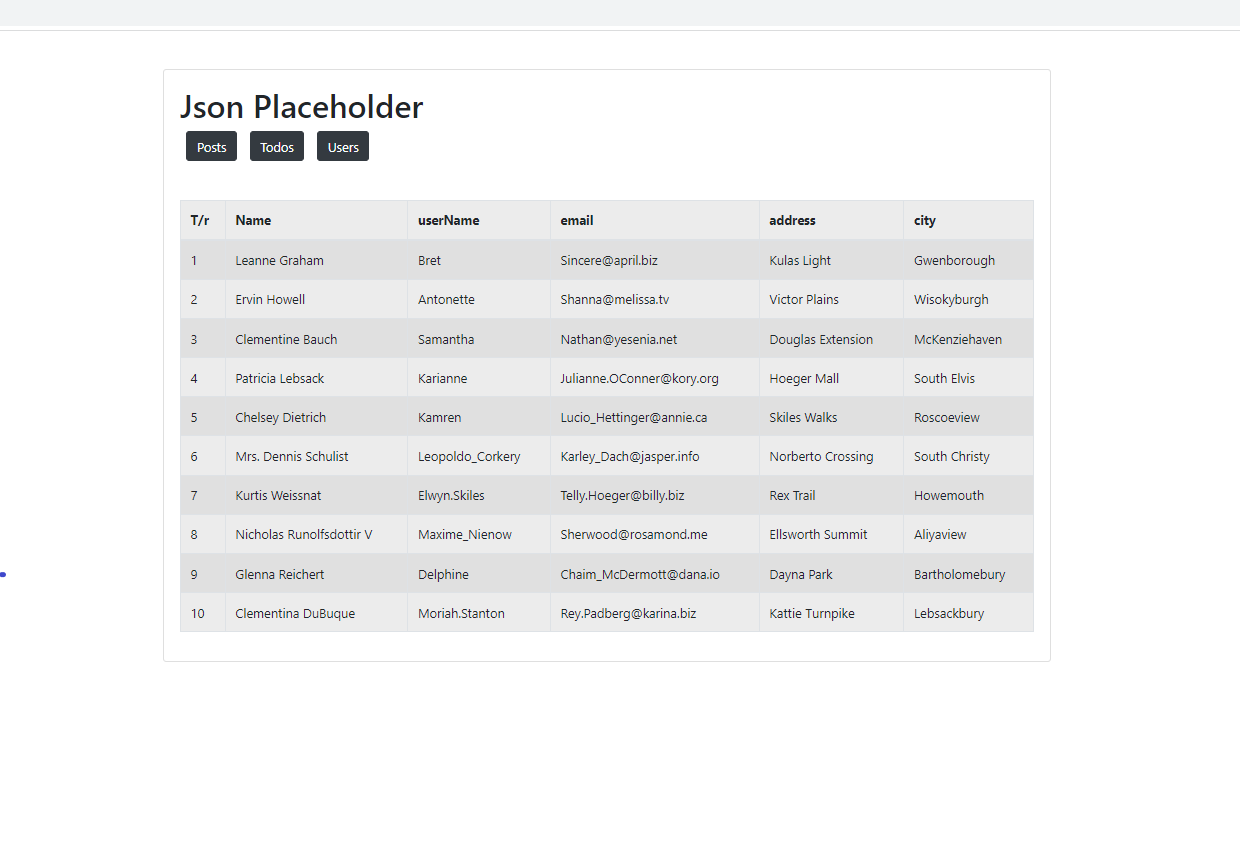 Json Placeholder
Posts Todos Users
T/r Name userName email address city
1 Leanne Graham Bret Sincere@april.biz Kulas Light Gwenborough
2 Ervin Howell Antonette Shanna@melissa.tv Victor Plains Wisokyburgh
3 Clementine Bauch Samantha Nathan@yesenia.net Douglas Extension McKenziehaven
4 Patricia Lebsack Karianne Julianne.OConner@kory.org Hoeger Mall South Elvis
5 Chelsey Dietrich Kamren Lucio_Hettinger@annie.ca Skiles Walks Roscoeview
6 Mrs. Dennis Schulist Leopoldo_Corkery Karley_Dach@jasper.info Norberto Crossing South Christy
7 Kurtis Weissnat Elwyn.Skiles Telly.Hoeger@billy.biz Rex Trail Howemouth
8 Nicholas Runolfsdottir V Maxime_Nienow Sherwood@rosamond.me Ellsworth Summit Aliyaview
9 Glenna Reichert Delphine Chaim_McDermott@dana.io Dayna Park Bartholomebury
10 Clementina DuBuque Moriah.Stanton Rey.Padberg@karina.biz Kattie Turnpike Lebsackbury